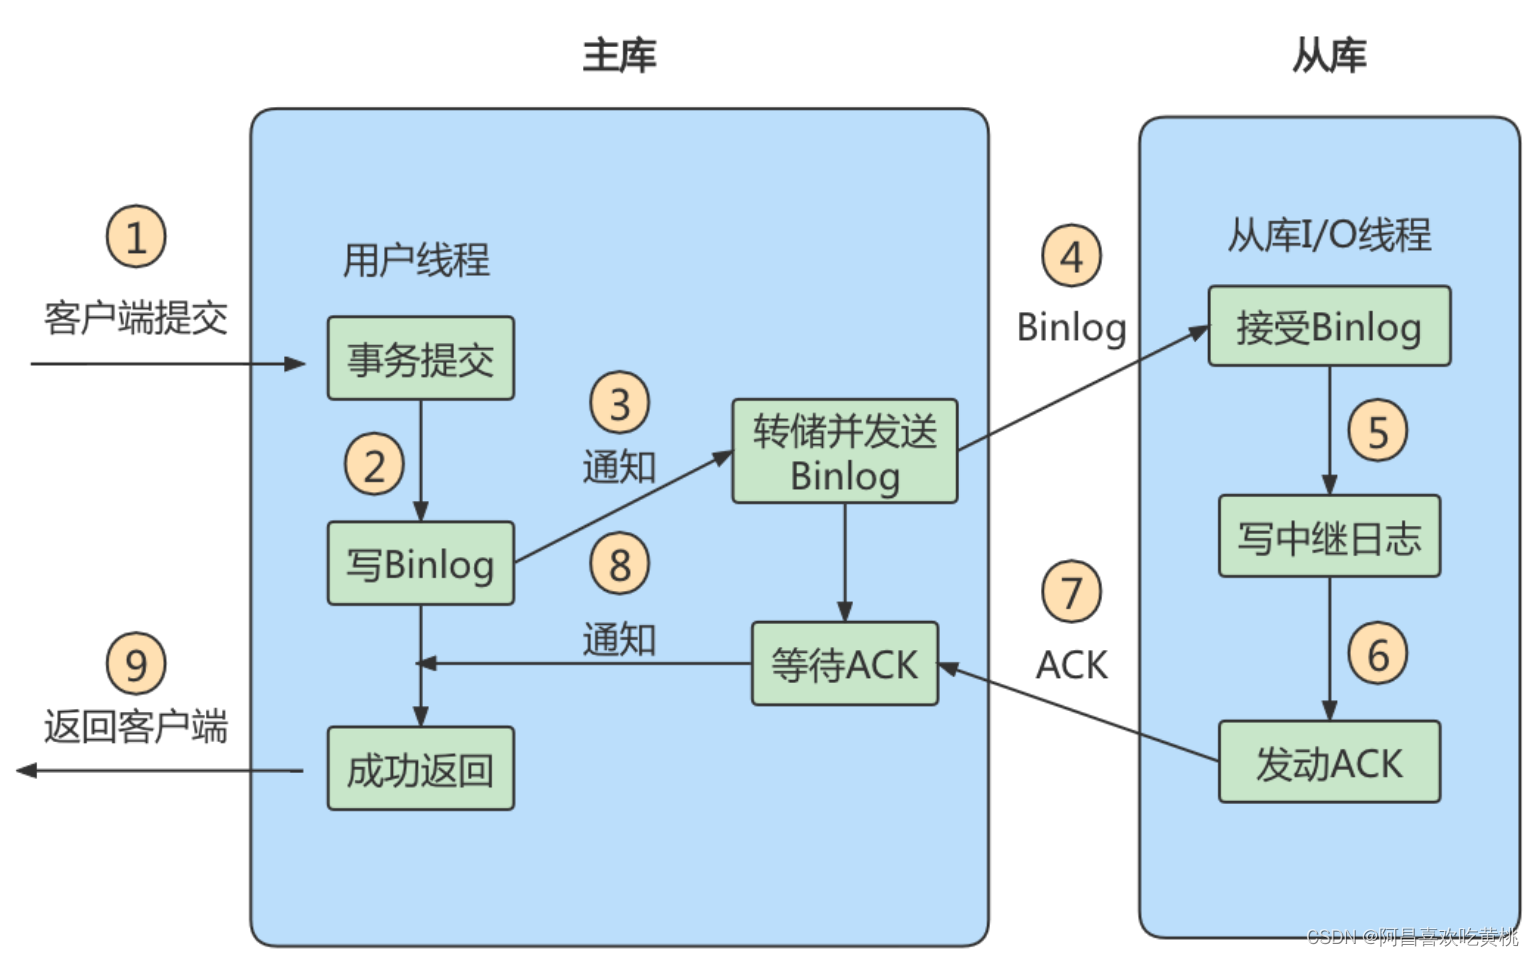 主库
从库
①
客户端提交
用户线程
事务提交
②
写Binlog
③
通知
转储并发送
Binlog
④
Binlog
从库I/O线程
接受Binlog
⑤
写中继日志
⑥
发动ACK
⑦
ACK
等待ACK
⑧
通知
成功返回
⑨
返回客户端
CSDN @阿昌喜欢吃黄桃